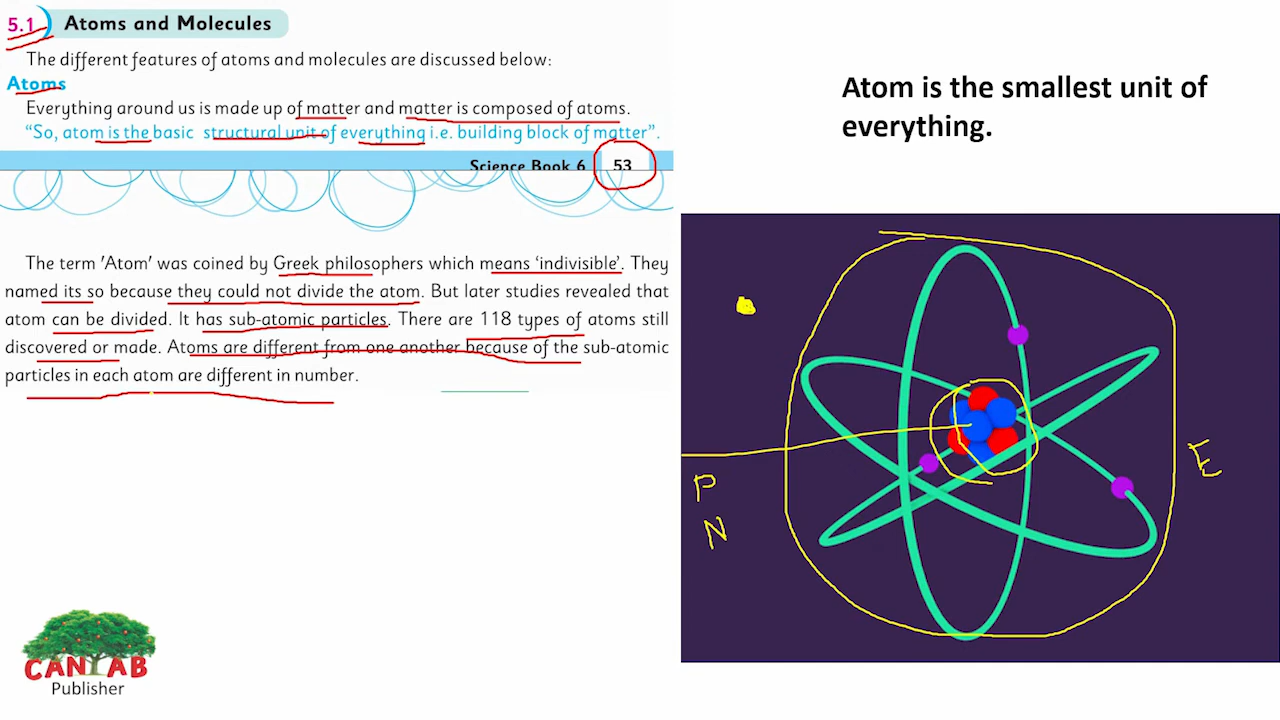 5.1 Atoms and Molecules
The different features of atoms and molecules are discussed below:
Atoms
Everything around us is made up of matter and matter is composed of atoms.
“So, atom is the basic structural unit of everything i.e. building block of matter”.
Science Book 6 53
The term 'Atom' was coined by Greek philosophers which means 'indivisible'. They
named its so because they could not divide the atom. But later studies revealed that
atom can be divided. It has sub-atomic particles. There are 118 types of atoms still
discovered or made. Atoms are different from one another because of the sub-atomic
particles in each atom are different in number.
CANTAB
Publisher
Atom is the smallest unit of
everything.
P
N
E